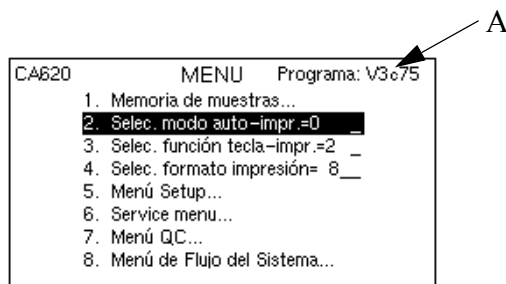 A
CA620 MENU Programa: V3c75
1. Memoria de muestras...
2. Selec. modo auto-impr.=0 _
3. Selec. función tecla-impr.=2 _
4. Selec. formato impresión= 8__
5. Menú Setup...
6. Service menu...
7. Menú QC...
8. Menú de Flujo del Sistema...